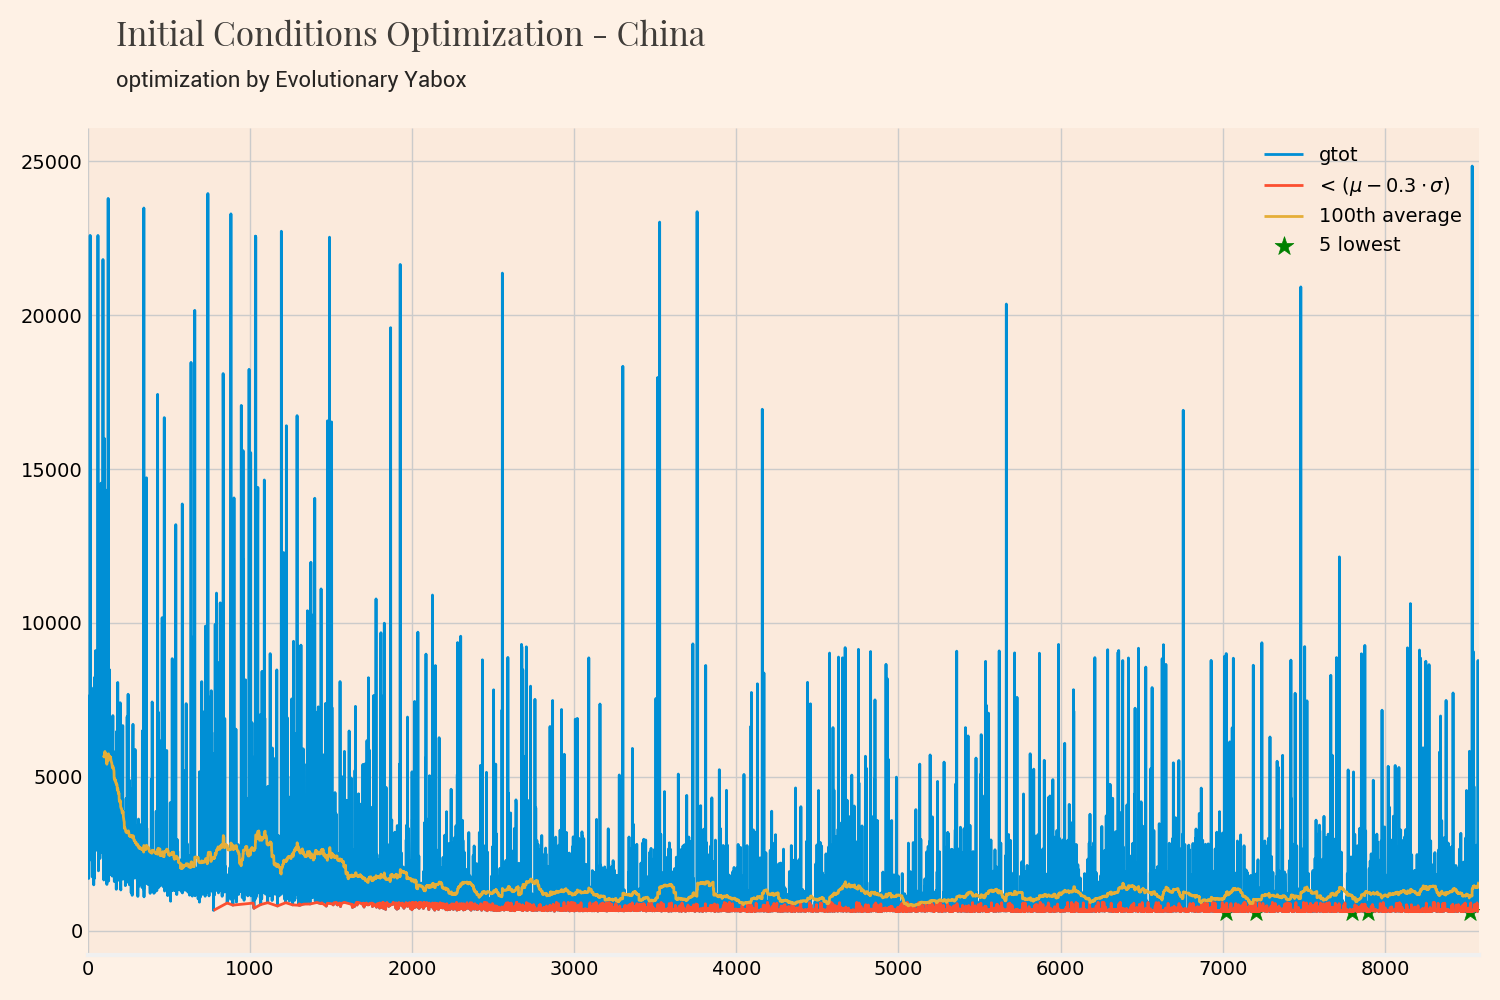 Initial Conditions Optimization - China
optimization by Evolutionary Yabox
25000
20000
15000
10000
5000
0
gtot
< (μ − 0.3 · σ)
100th average
5 lowest
0 1000 2000 3000 4000 5000 6000 7000 8000